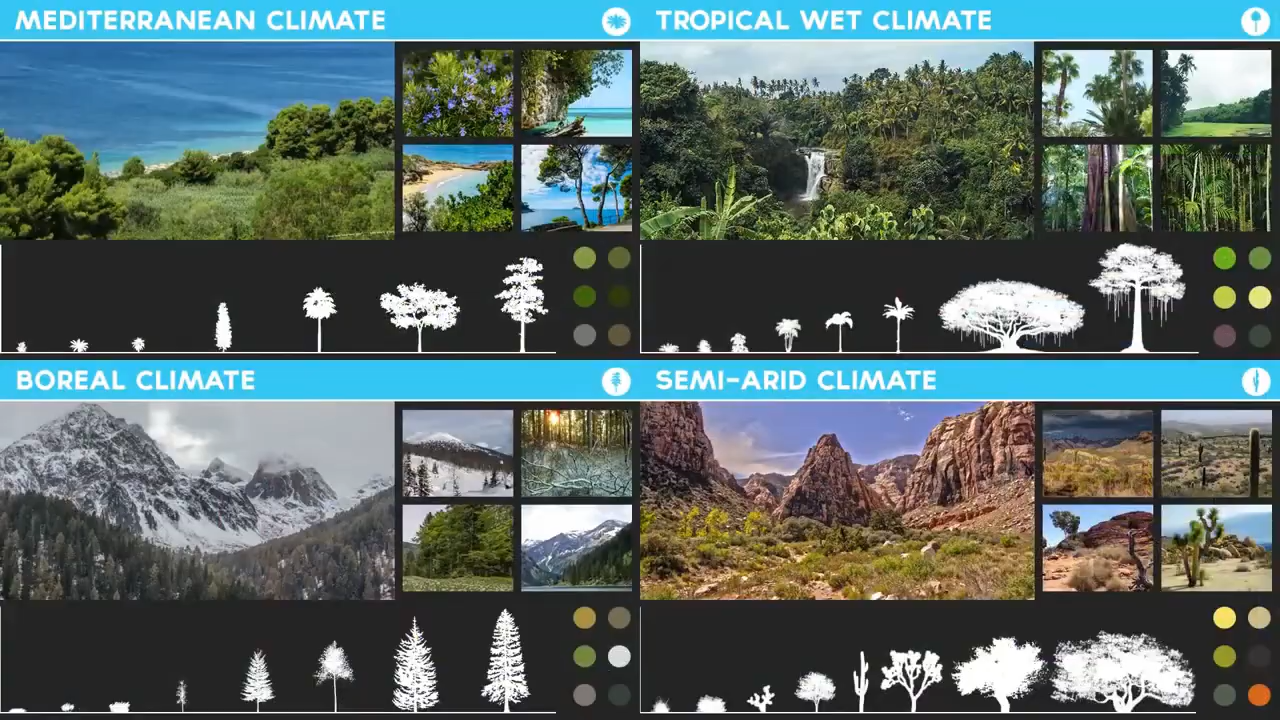 MEDITERRANEAN CLIMATE
TROPICAL WET CLIMATE
BOREAL CLIMATE
SEMI-ARID CLIMATE